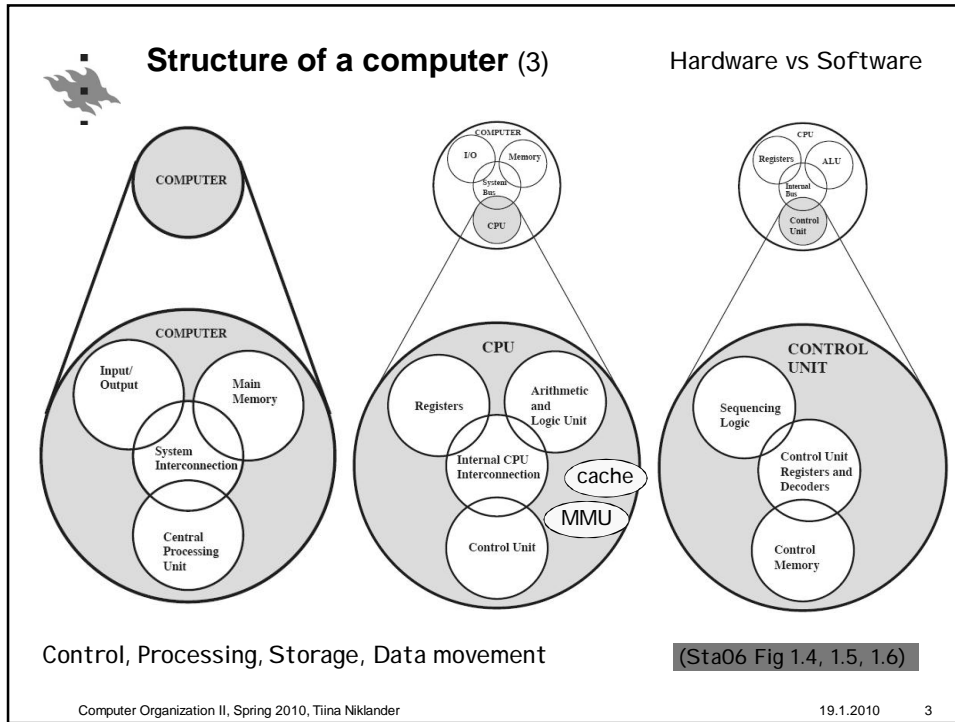 Structure of a computer (3)
Hardware vs Software
COMPUTER
COMPUTER
Input/
Output
Main
Memory
System
Interconnection
Central
Processing
Unit
COMPUTER
I/O
Memory
System
Bus
CPU
CPU
Registers
Arithmetic
and
Logic Unit
Internal CPU
Interconnection
cache
MMU
Control Unit
CPU
Registers
ALU
Internal
Bus
Control
Unit
CONTROL
UNIT
Sequencing
Logic
Control Unit
Registers and
Decoders
Control
Memory
Control, Processing, Storage, Data movement
(Sta06 Fig 1.4, 1.5, 1.6)
Computer Organization II, Spring 2010, Tiina Niklander
19.1.2010
3